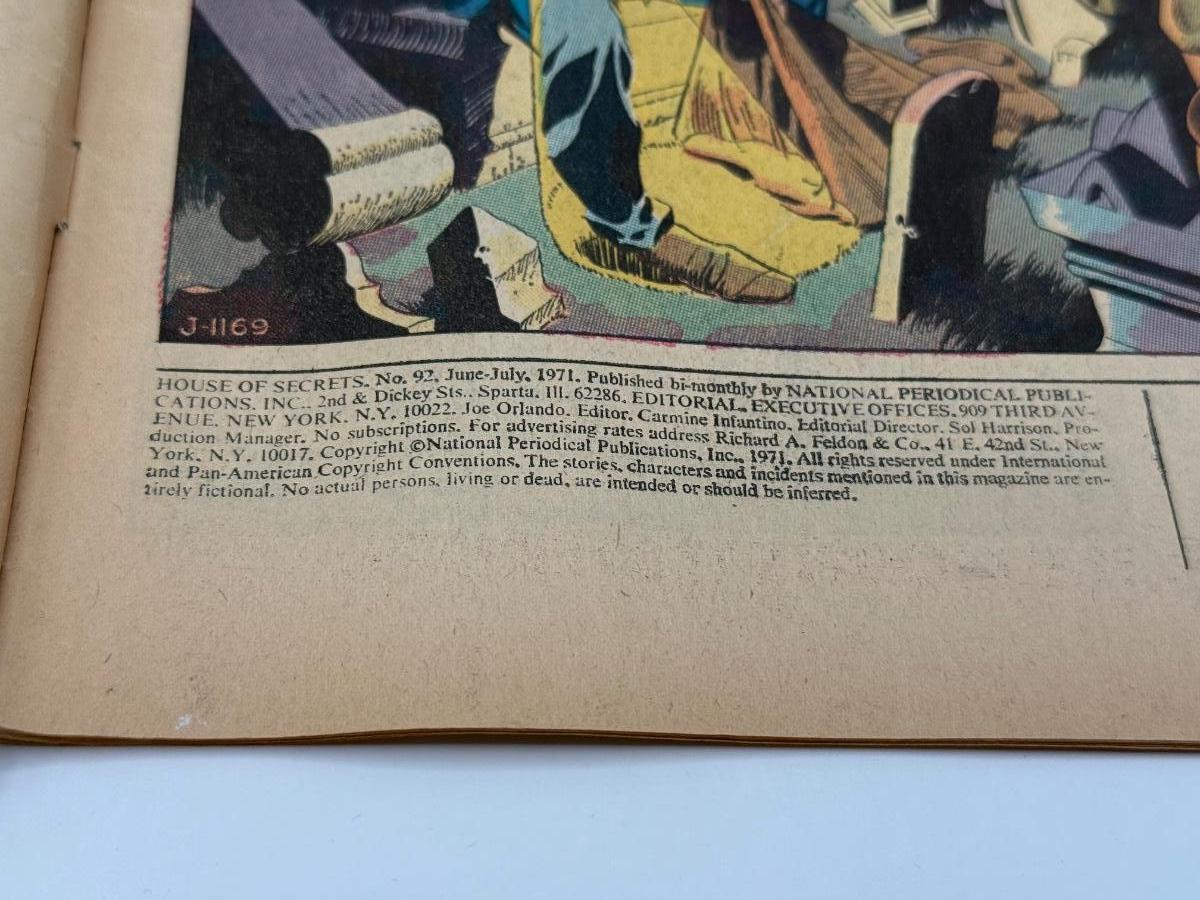 J-1169
HOUSE OF SECRETS. No. 92, June-July, 1971. Published bi-monthly by NATIONAL PERIODICAL PUBLI-
CATIONS, INC., 2nd & Dickey Sts., Sparta, Ill. 62286. EDITORIAL, EXECUTIVE OFFICES, 909 THIRD AV-
ENUE, NEW YORK, N.Y. 10022. Joe Orlando, Editor. Carmine Infantino, Editorial Director. Sol Harrison, Pro-
duction Manager. No subscriptions. For advertising rates address Richard A. Feldon & Co., 41 E. 42nd St., New
York, N.Y. 10017. Copyright ©National Periodical Publications, Inc., 1971. All rights reserved under International
and Pan-American Copyright Conventions. The stories, characters and incidents mentioned in this magazine are en-
tirely fictional. No actual persons, living or dead, are intended or should be inferred.